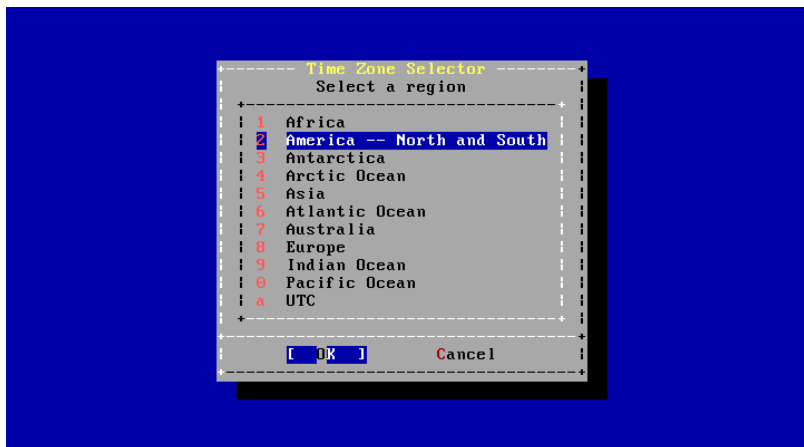 Time Zone Selector
Select a region
1 Africa
2 America -- North and South
3 Antarctica
4 Arctic Ocean
5 Asia
6 Atlantic Ocean
7 Australia
8 Europe
9 Indian Ocean
0 Pacific Ocean
a UTC
[ OK ] Cancel